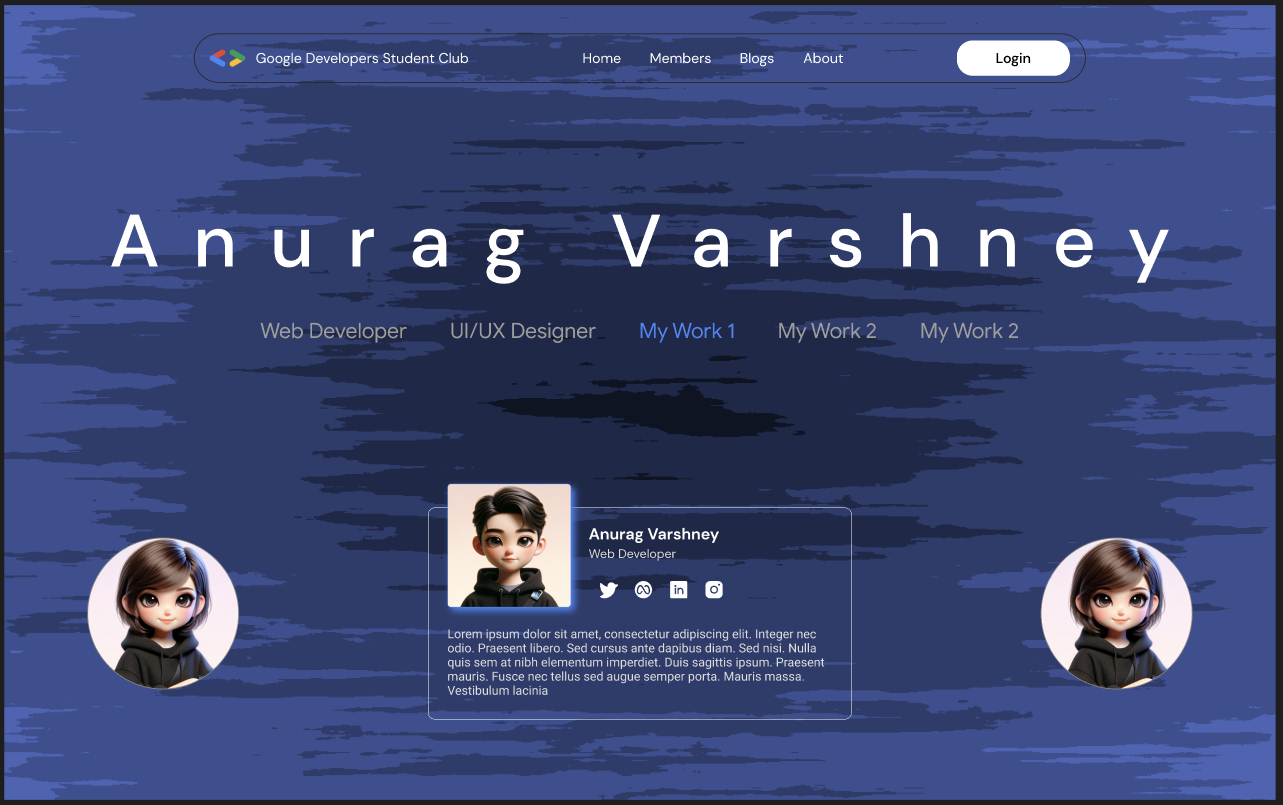 Google Developers Student Club Home Members Blogs About Login
Anurag Varshney
Web Developer UI/UX Designer My Work 1 My Work 2 My Work 2
Anurag Varshney
Web Developer
Lorem ipsum dolor sit amet, consectetur adipiscing elit. Integer nec
odio. Praesent libero. Sed cursus ante dapibus diam. Sed nisi. Nulla
quis sem at nibh elementum imperdiet. Duis sagittis ipsum. Praesent
mauris. Fusce nec tellus sed augue semper porta. Mauris massa.
Vestibulum lacinia